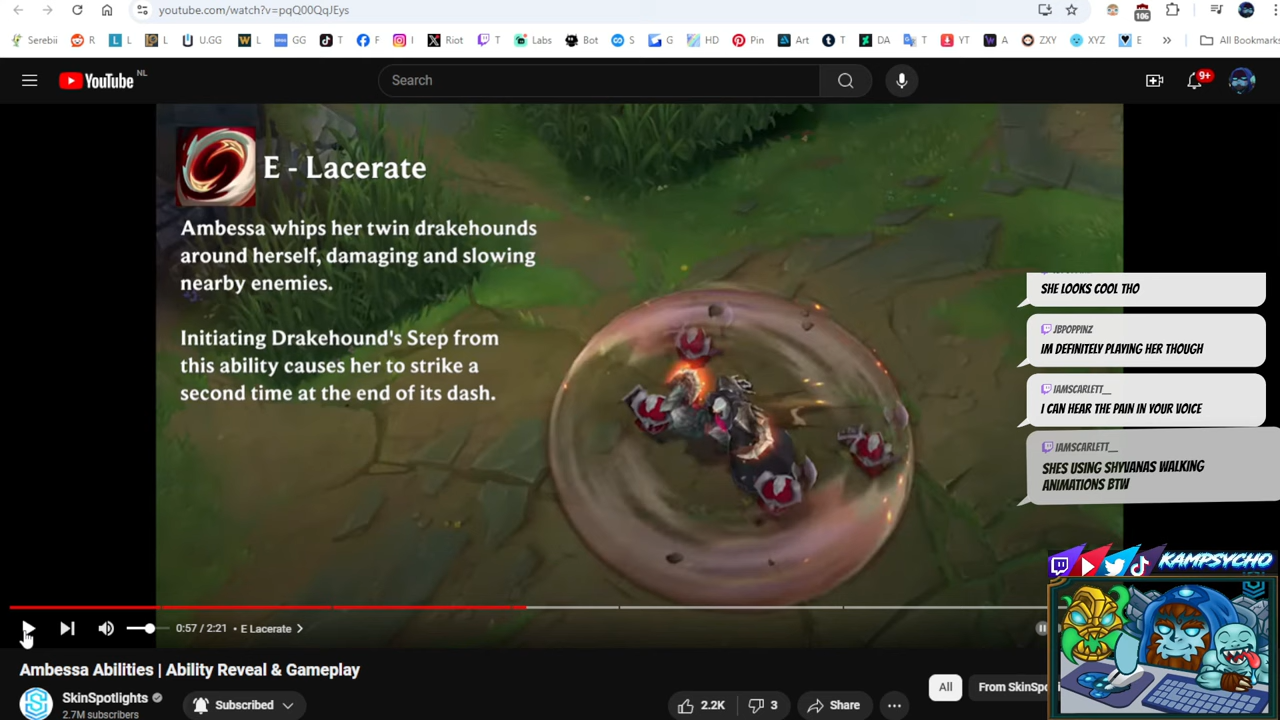 youtube.com/watch?v=pqQ00QqJEys
106
Serebii R L L U.GG L GG T F I Riot T Labs Bot S G HD Pin Art T DA T YT A ZXY XYZ E » All Bookmarks
YouTube NL
Search
9+
E - Lacerate
Ambessa whips her twin drakehounds
around herself, damaging and slowing
nearby enemies.
Initiating Drakehound's Step from
this ability causes her to strike a
second time at the end of its dash.
SHE LOOKS COOL THO
JBPOPPINZ
IM DEFINITELY PLAYING HER THOUGH
IAMSCARLETT__
I CAN HEAR THE PAIN IN YOUR VOICE
IAMSCARLETT__
SHES USING SHYVANAS WALKING
ANIMATIONS BTW
KAMPSYCHO
0:57 / 2:21 • E Lacerate
Ambessa Abilities | Ability Reveal & Gameplay
SkinSpotlights
2.7M subscribers
Subscribed
2.2K
3
Share
All
From SkinSpo